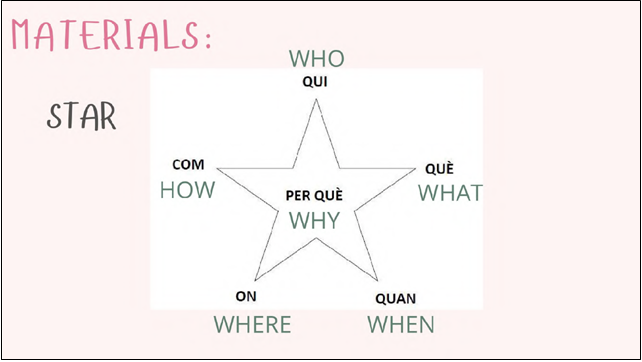 MATERIALS:
WHO
QUI
STAR
COM
HOW
QUÈ
WHAT
PER QUÈ
WHY
ON
WHERE
QUAN
WHEN